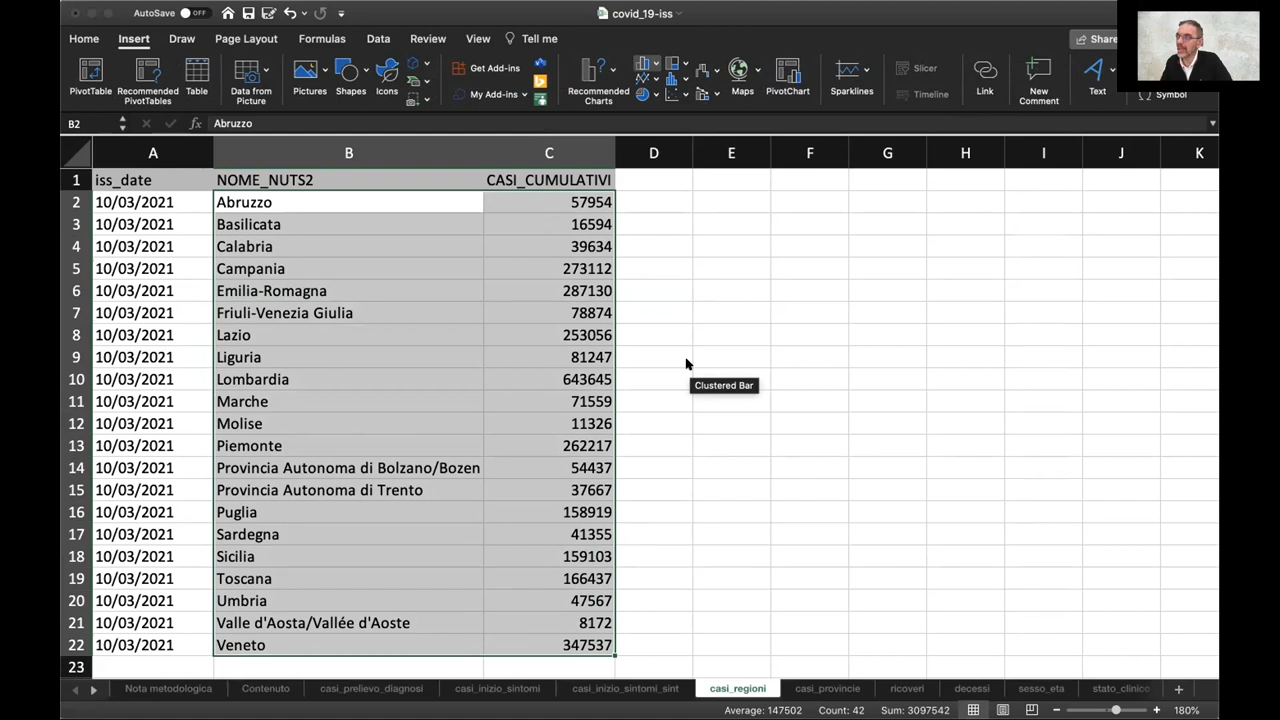 AutoSave OFF covid_19-iss
Home Insert Draw Page Layout Formulas Data Review View Tell me Share
PivotTable Recommended PivotTables Table Data from Picture Pictures Shapes Icons Get Add-ins My Add-ins Recommended Charts Maps PivotChart Sparklines Slicer Timeline Link New Comment Text Symbol
B2 fx Abruzzo
A B C D E F G H I J K
1 iss_date NOME_NUTS2 CASI_CUMULATIVI
2 10/03/2021 Abruzzo 57954
3 10/03/2021 Basilicata 16594
4 10/03/2021 Calabria 39634
5 10/03/2021 Campania 273112
6 10/03/2021 Emilia-Romagna 287130
7 10/03/2021 Friuli-Venezia Giulia 78874
8 10/03/2021 Lazio 253056
9 10/03/2021 Liguria 81247
10 10/03/2021 Lombardia 643645
Clustered Bar
11 10/03/2021 Marche 71559
12 10/03/2021 Molise 11326
13 10/03/2021 Piemonte 262217
14 10/03/2021 Provincia Autonoma di Bolzano/Bozen 54437
15 10/03/2021 Provincia Autonoma di Trento 37667
16 10/03/2021 Puglia 158919
17 10/03/2021 Sardegna 41355
18 10/03/2021 Sicilia 159103
19 10/03/2021 Toscana 166437
20 10/03/2021 Umbria 47567
21 10/03/2021 Valle d'Aosta/Vallée d'Aoste 8172
22 10/03/2021 Veneto 347537
23
Nota metodologica Contenuto casi_prelievo_diagnosi casi_inizio_sintomi casi_inizio_sintomi_sint casi_regioni casi_provincie ricoveri decessi sesso_eta stato_clinico +
Average: 147502 Count: 42 Sum: 3097542 180%